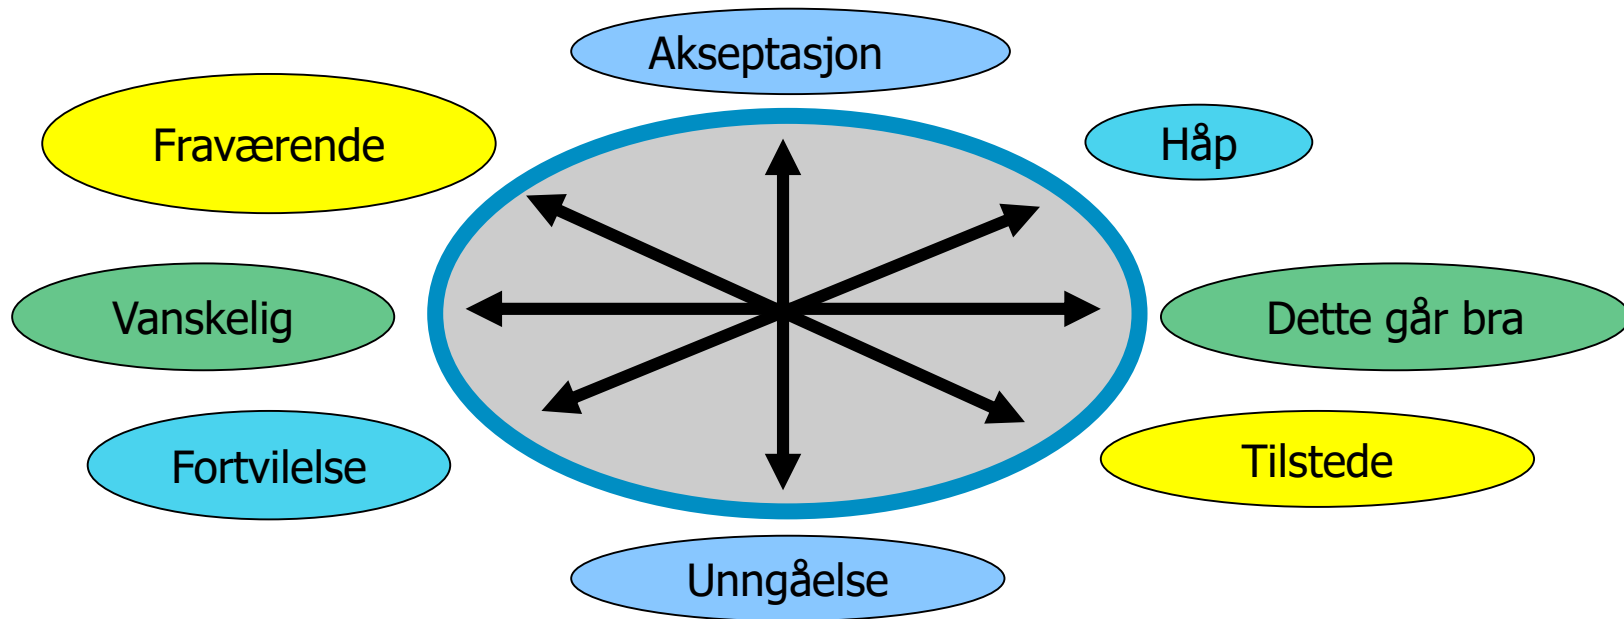 Akseptasjon
Fraværende
Håp
Vanskelig
Dette går bra
Fortvilelse
Tilstede
Unngåelse